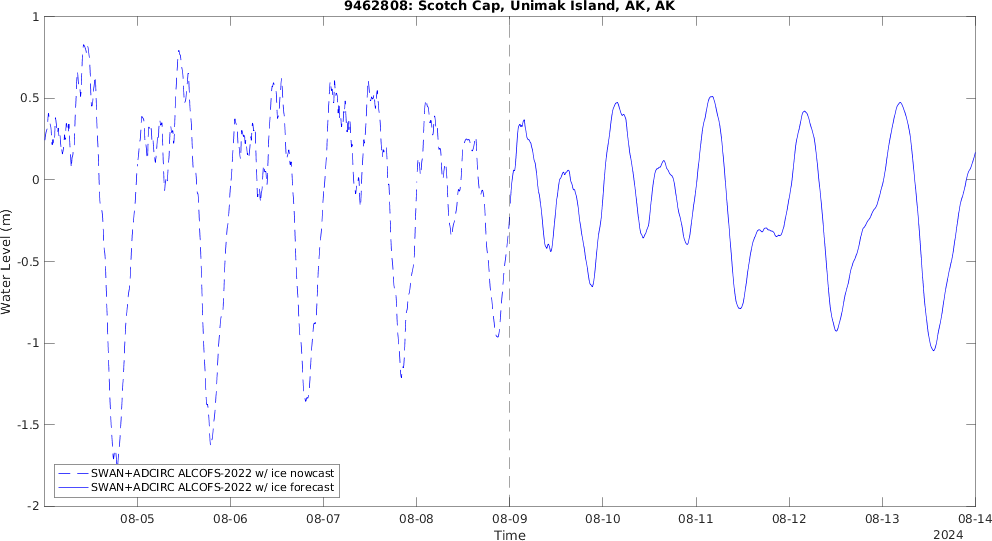 9462808: Scotch Cap, Unimak Island, AK, AK
Water Level (m)
1
0.5
0
-0.5
-1
-1.5
-2
SWAN+ADCIRC ALCOFS-2022 w/ ice nowcast
SWAN+ADCIRC ALCOFS-2022 w/ ice forecast
08-05 08-06 08-07 08-08 08-09 08-10 08-11 08-12 08-13 08-14
Time
2024